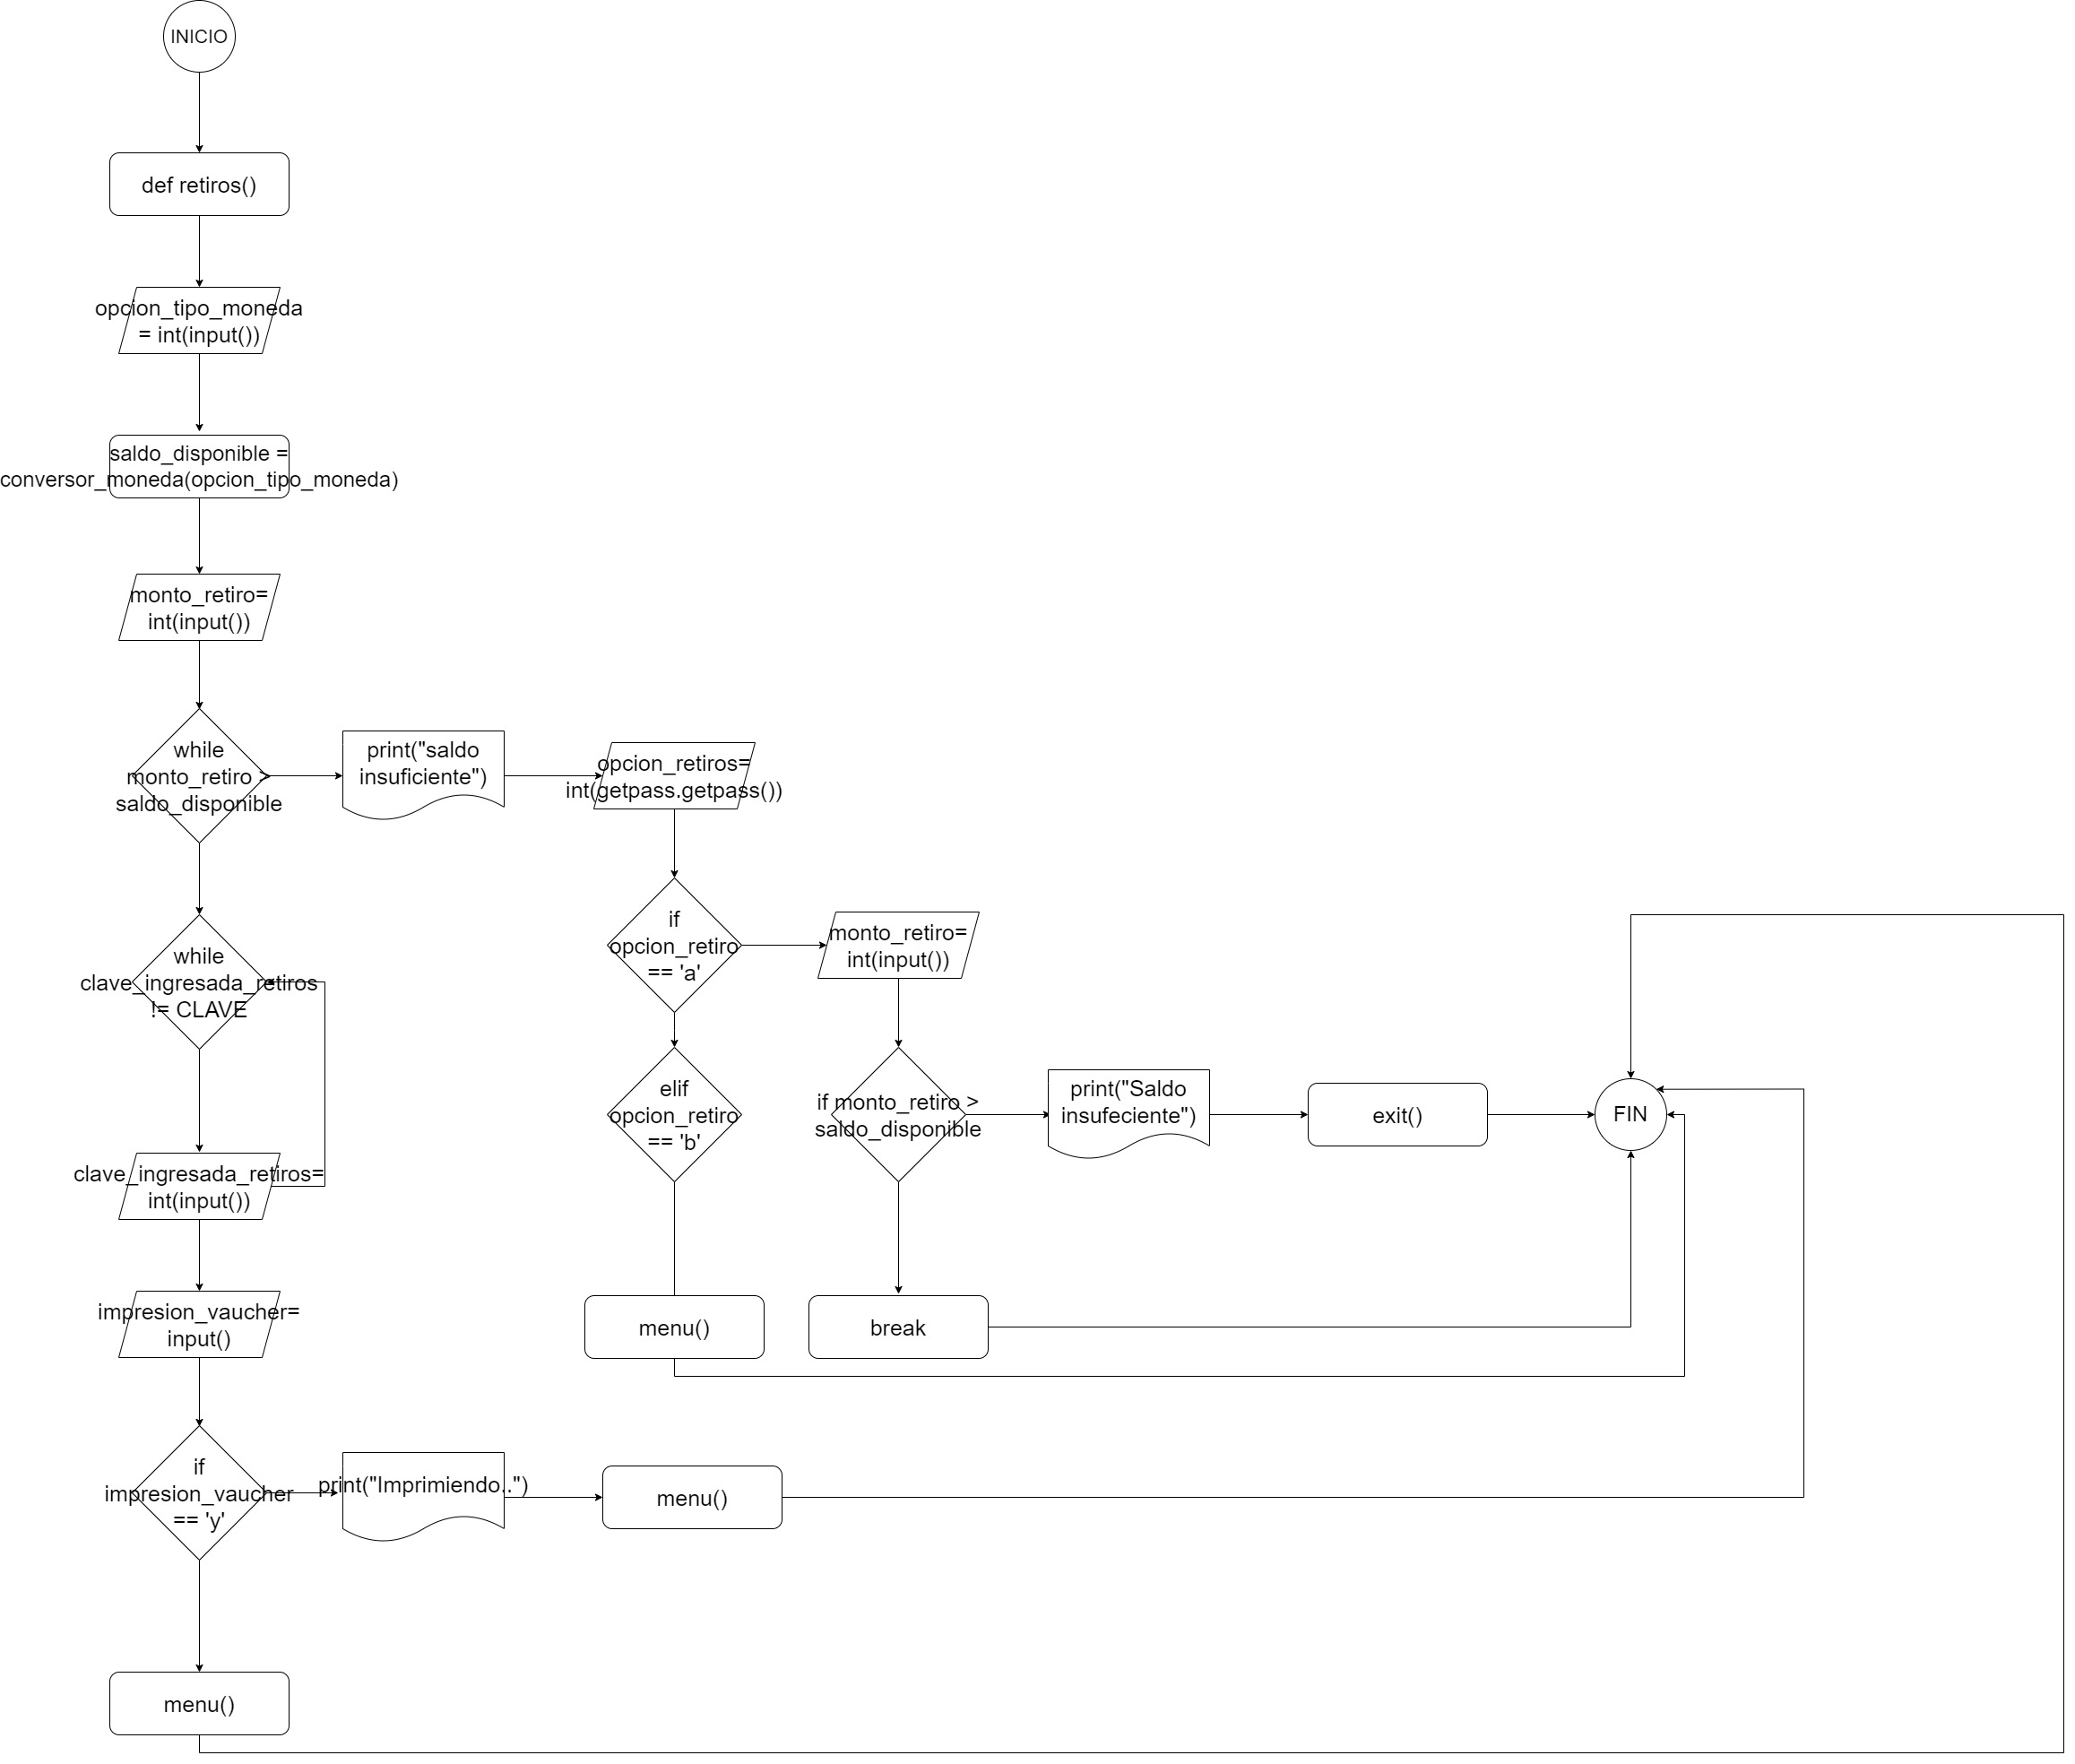 INICIO
def retiros()
opcion_tipo_moneda
= int(input())
saldo_disponible =
conversor_moneda(opcion_tipo_moneda)
monto_retiro=
int(input())
while
monto_retiro >
saldo_disponible
print("saldo
insuficiente")
opcion_retiros=
int(getpass.getpass())
if
opcion_retiro
== 'a'
monto_retiro=
int(input())
while
clave_ingresada_retiros
!= CLAVE
elif
opcion_retiro
== 'b'
if monto_retiro >
saldo_disponible
print("Saldo
insufeciente")
exit()
FIN
clave_ingresada_retiros=
int(input())
impresion_vaucher=
input()
menu()
break
if
impresion_vaucher
== 'y'
print("Imprimiendo..")
menu()
menu()